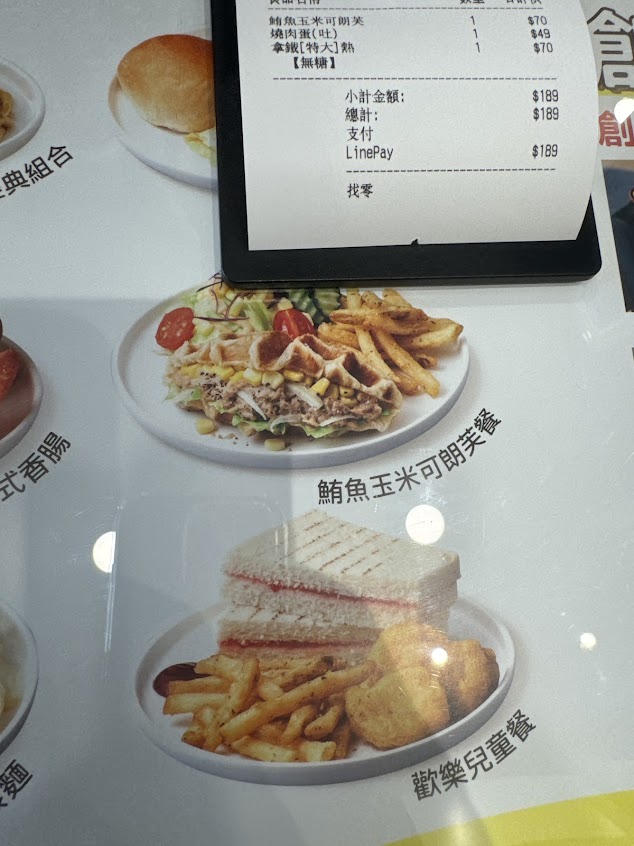 鮪魚玉米可朗芙 1 $70
燒肉蛋(吐) 1 $49
拿鐵[特大]熱 1 $70
【無糖】
小計金額: $189
總計: $189
支付
LinePay $189
找零
創
創
典組合
式香腸
鮪魚玉米可朗芙餐
歡樂兒童餐
麵